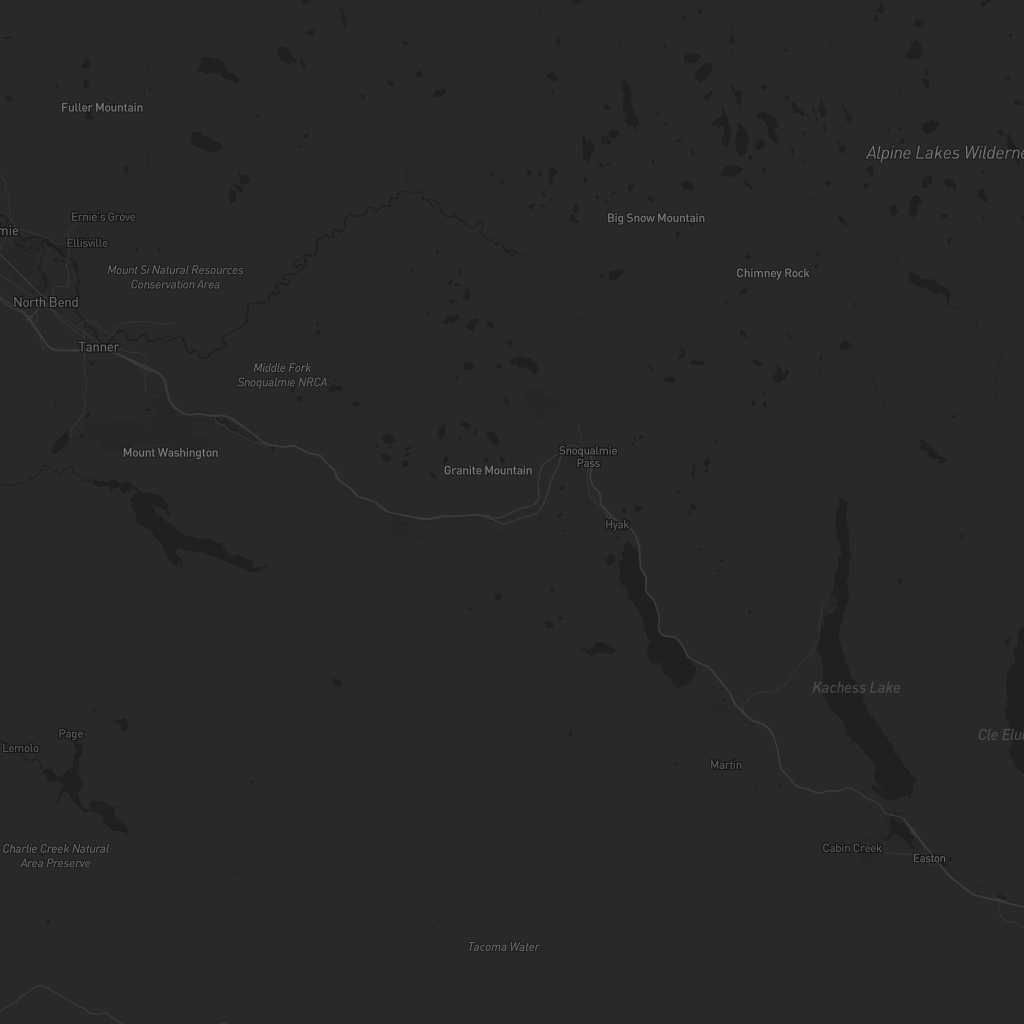 Fuller Mountain
Alpine Lakes Wilderne
Ernie's Grove
Big Snow Mountain
mie
Ellisville
Mount Si Natural Resources
Conservation Area
Chimney Rock
North Bend
Tanner
Middle Fork
Snoqualmie NRCA
Mount Washington
Snoqualmie
Pass
Granite Mountain
Hyak
Kachess Lake
Page
Cle Elu
Lemolo
Martin
Charlie Creek Natural
Area Preserve
Cabin Creek
Easton
Tacoma Water